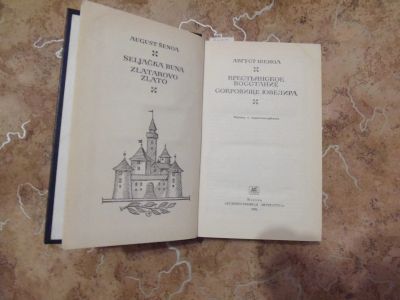 AUGUST ŠENOA
SELJAČKA BUNA
ZLATAROVO
ZLATO
АВГУСТ ШЕНОА
КРЕСТЬЯНСКОЕ
ВОССТАНИЕ
СОКРОВИЩЕ ЮВЕЛИРА
Москва
«ХУДОЖЕСТВЕННАЯ ЛИТЕРАТУРА»